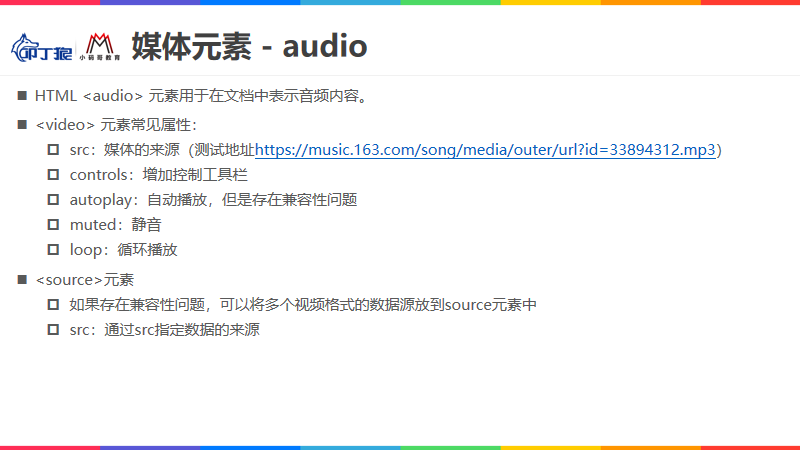 叩丁狼
小码哥教育
媒体元素 - audio
HTML <audio> 元素用于在文档中表示音频内容。
<video> 元素常见属性：
src：媒体的来源（测试地址https://music.163.com/song/media/outer/url?id=33894312.mp3）
controls：增加控制工具栏
autoplay：自动播放，但是存在兼容性问题
muted：静音
loop：循环播放
<source>元素
如果存在兼容性问题，可以将多个视频格式的数据源放到source元素中
src：通过src指定数据的来源